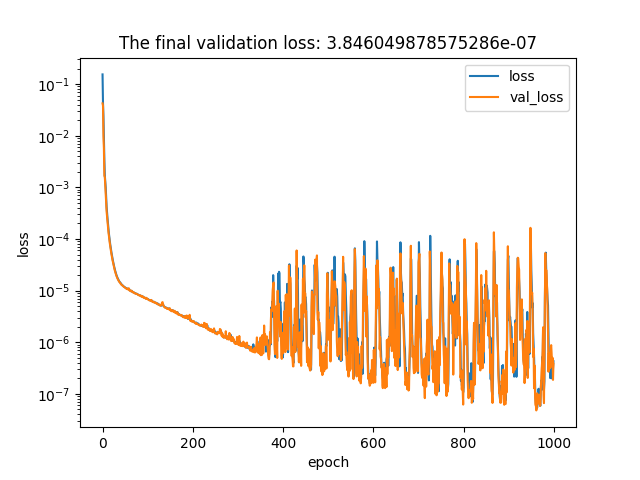 The final validation loss: 3.846049878575286e-07
loss
val_loss
10⁻¹
10⁻²
10⁻³
10⁻⁴
10⁻⁵
10⁻⁶
10⁻⁷
loss
0 200 400 600 800 1000
epoch